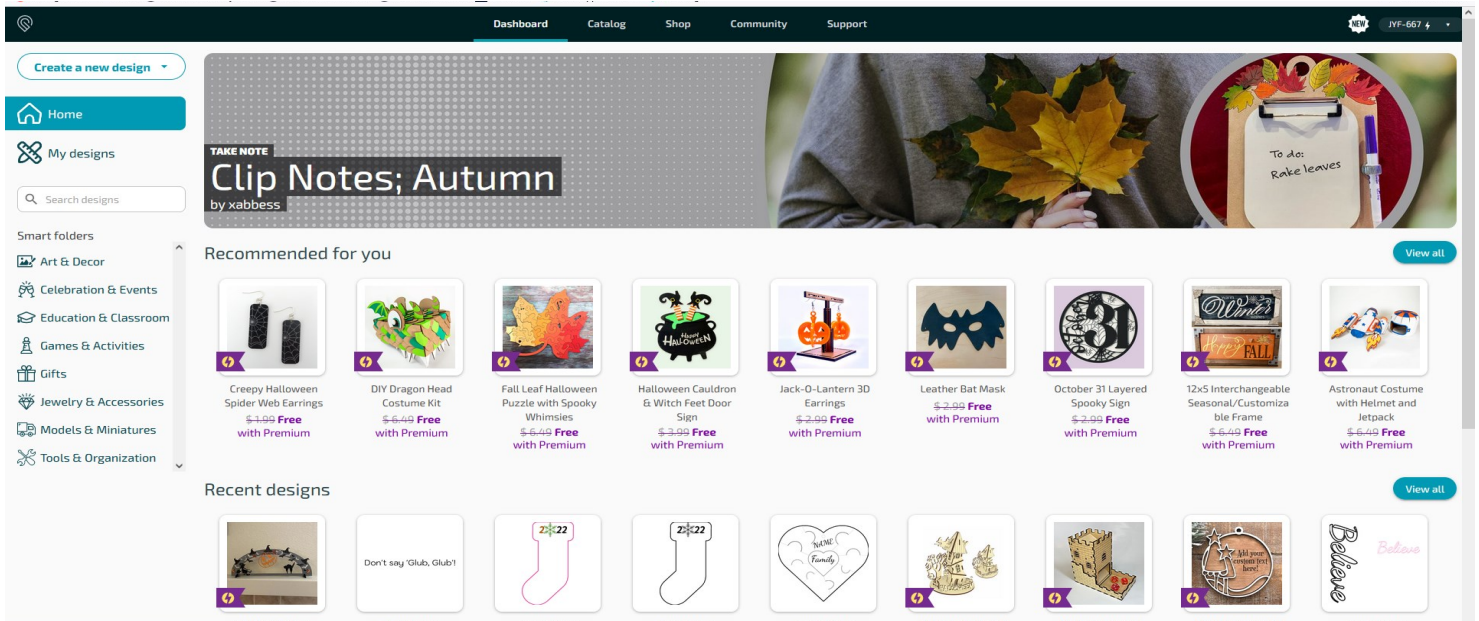 Dashboard
Catalog
Shop
Community
Support
NEW
JYF-667
Create a new design
Home
My designs
Search designs
Smart folders
Art & Decor
Celebration & Events
Education & Classroom
Games & Activities
Gifts
Jewelry & Accessories
Models & Miniatures
Tools & Organization
TAKE NOTE
Clip Notes; Autumn
by xabbess
To do:
Rake leaves
Recommended for you
View all
HAPPY
HALLOWEEN
31
Winter
HAPPY FALL
Creepy Halloween
Spider Web Earrings
$ 1.99 Free
with Premium
DIY Dragon Head
Costume Kit
$ 6.49 Free
with Premium
Fall Leaf Halloween
Puzzle with Spooky
Whimsies
$ 6.49 Free
with Premium
Halloween Cauldron
& Witch Feet Door
Sign
$ 3.99 Free
with Premium
Jack-O-Lantern 3D
Earrings
$ 2.99 Free
with Premium
Leather Bat Mask
$ 2.99 Free
with Premium
October 31 Layered
Spooky Sign
$ 2.99 Free
with Premium
12x5 Interchangeable
Seasonal/Customiza
ble Frame
$ 6.49 Free
with Premium
Astronaut Costume
with Helmet and
Jetpack
$ 6.49 Free
with Premium
Recent designs
View all
Don't say 'Glub, Glub'!
2022
2022
NAME
Family
Add your
custom text
here!
Believe
Believe